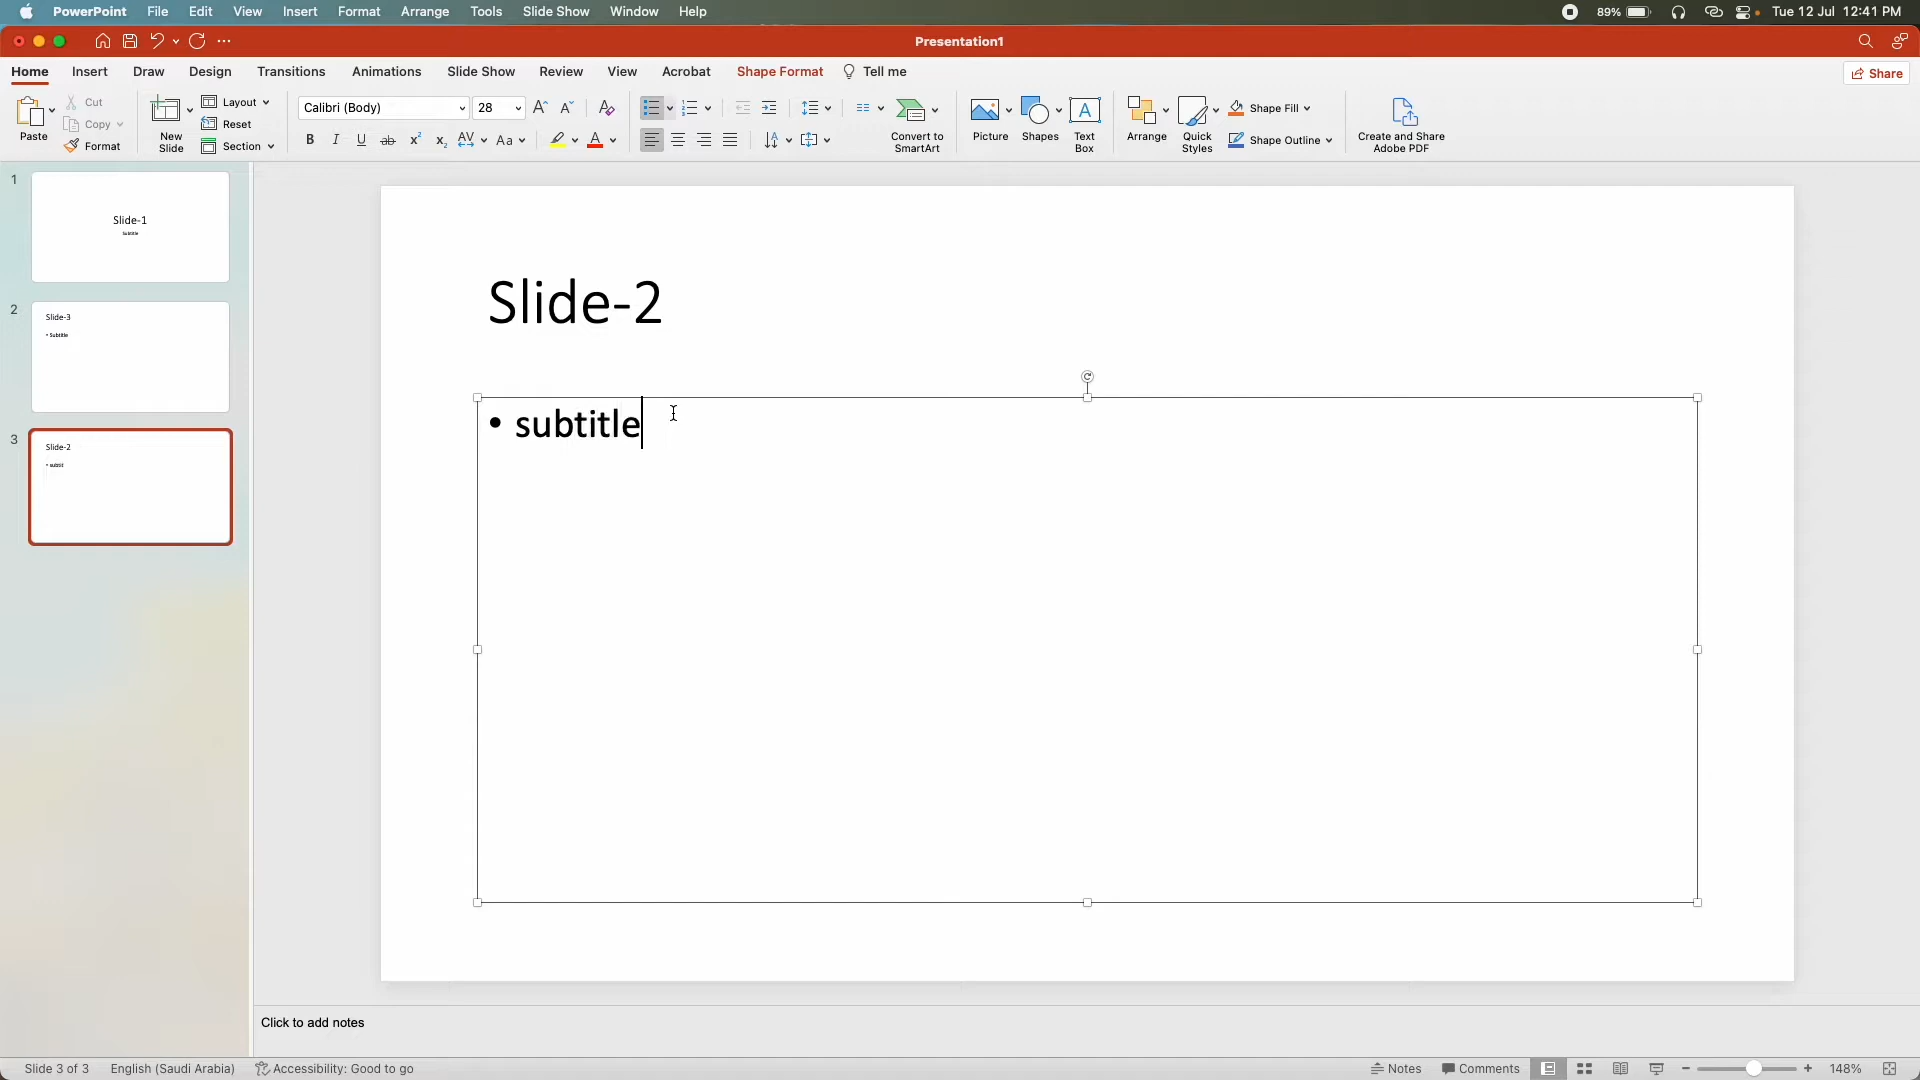 PowerPoint File Edit View Insert Format Arrange Tools Slide Show Window Help 89% Tue 12 Jul 12:41 PM
Presentation1
Home Insert Draw Design Transitions Animations Slide Show Review View Acrobat Shape Format Tell me Share
Paste Cut Copy Format
New Slide Layout Reset Section
Calibri (Body) 28
Convert to SmartArt
Picture Shapes Text Box
Arrange Quick Styles Shape Fill Shape Outline
Create and Share Adobe PDF
1
Slide-1
Subtitle
2
Slide-3
• Subtitle
3
Slide-2
• subtit
Slide-2
• subtitle
Click to add notes
Slide 3 of 3 English (Saudi Arabia) Accessibility: Good to go Notes Comments 148%